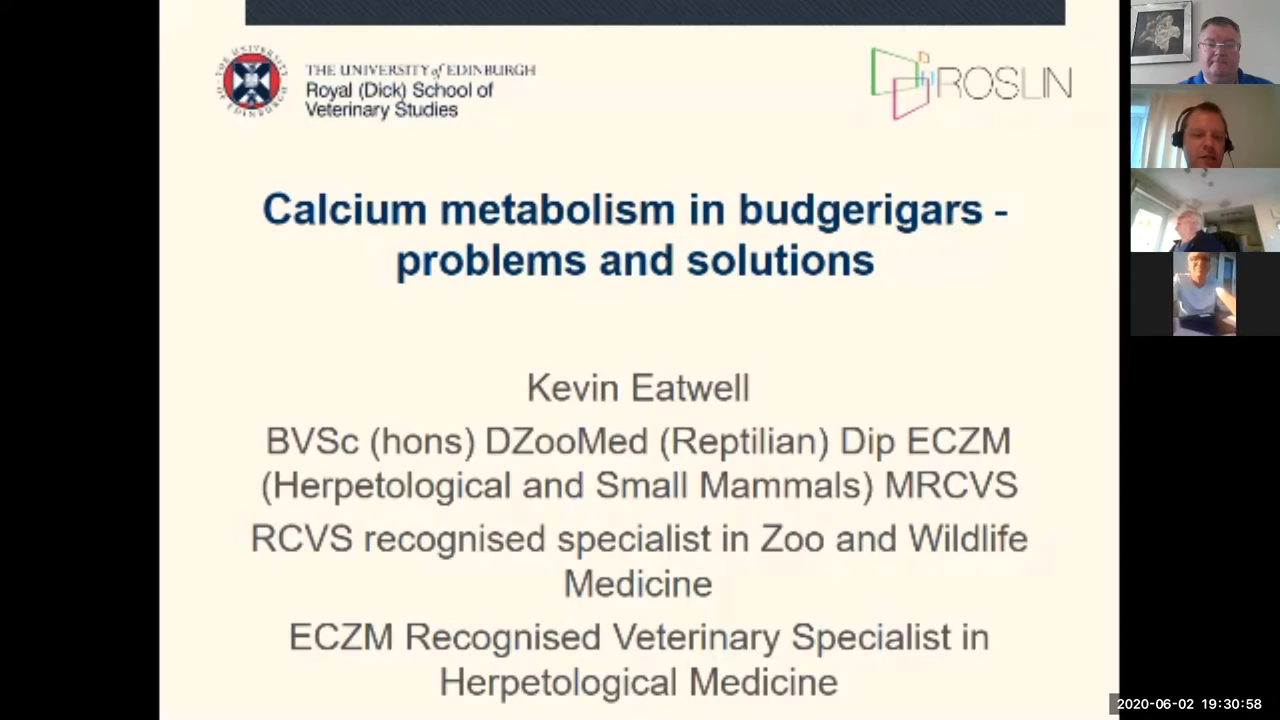 THE UNIVERSITY of EDINBURGH
Royal (Dick) School of
Veterinary Studies
ROSLIN
Calcium metabolism in budgerigars -
problems and solutions
Kevin Eatwell
BVSc (hons) DZooMed (Reptilian) Dip ECZM
(Herpetological and Small Mammals) MRCVS
RCVS recognised specialist in Zoo and Wildlife
Medicine
ECZM Recognised Veterinary Specialist in
Herpetological Medicine
2020-06-02 19:30:58